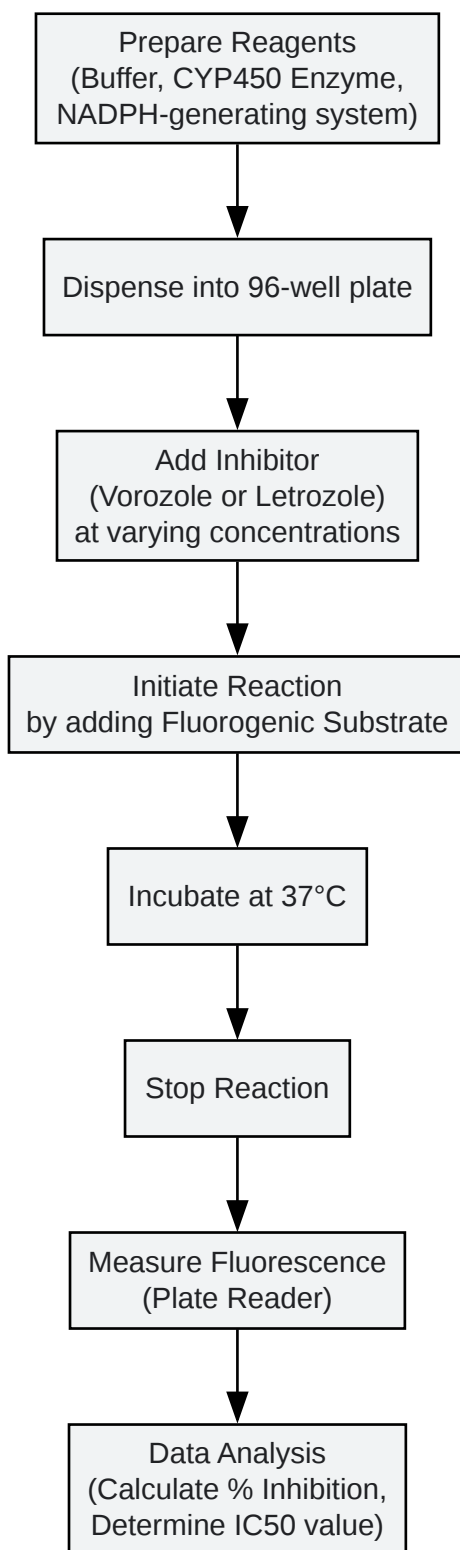 Prepare Reagents
(Buffer, CYP450 Enzyme,
NADPH-generating system)
Dispense into 96-well plate
Add Inhibitor
(Vorozole or Letrozole)
at varying concentrations
Initiate Reaction
by adding Fluorogenic Substrate
Incubate at 37°C
Stop Reaction
Measure Fluorescence
(Plate Reader)
Data Analysis
(Calculate % Inhibition,
Determine IC50 value)